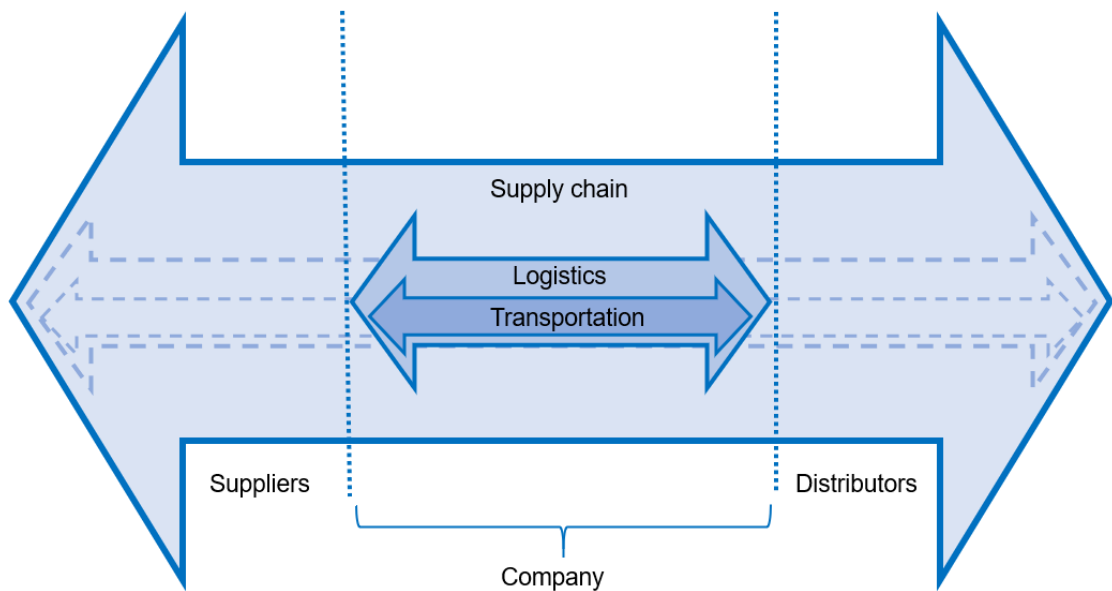 Supply chain
Logistics
Transportation
Suppliers
Distributors
Company